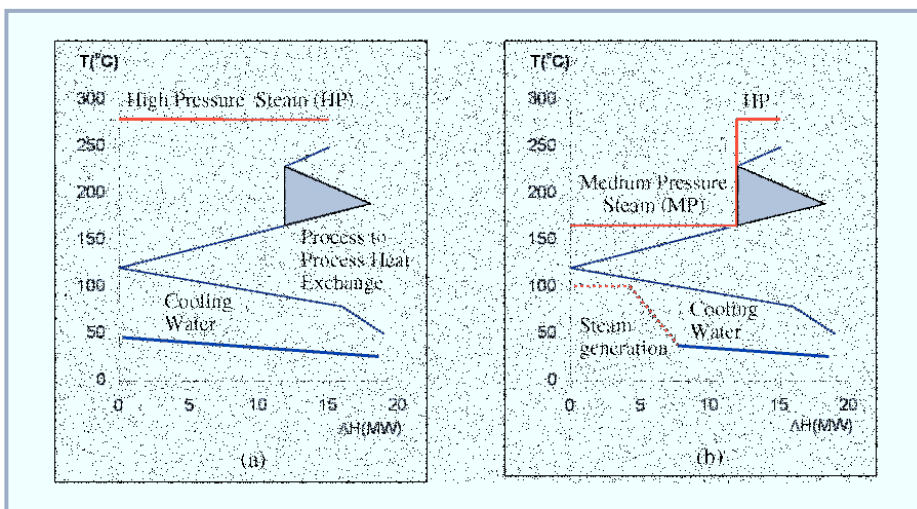 T(°C)
300
High Pressure Steam (HP)
250
200
150
Process to
Process Heat
Exchange
100
Cooling
Water
50
0
0
5
10
15
20
ΔH(MW)
(a)
T(°C)
300
HP
250
200
Medium Pressure
Steam (MP)
150
100
Cooling
Water
50
Steam
generation
0
0
5
10
15
20
ΔH(MW)
(b)